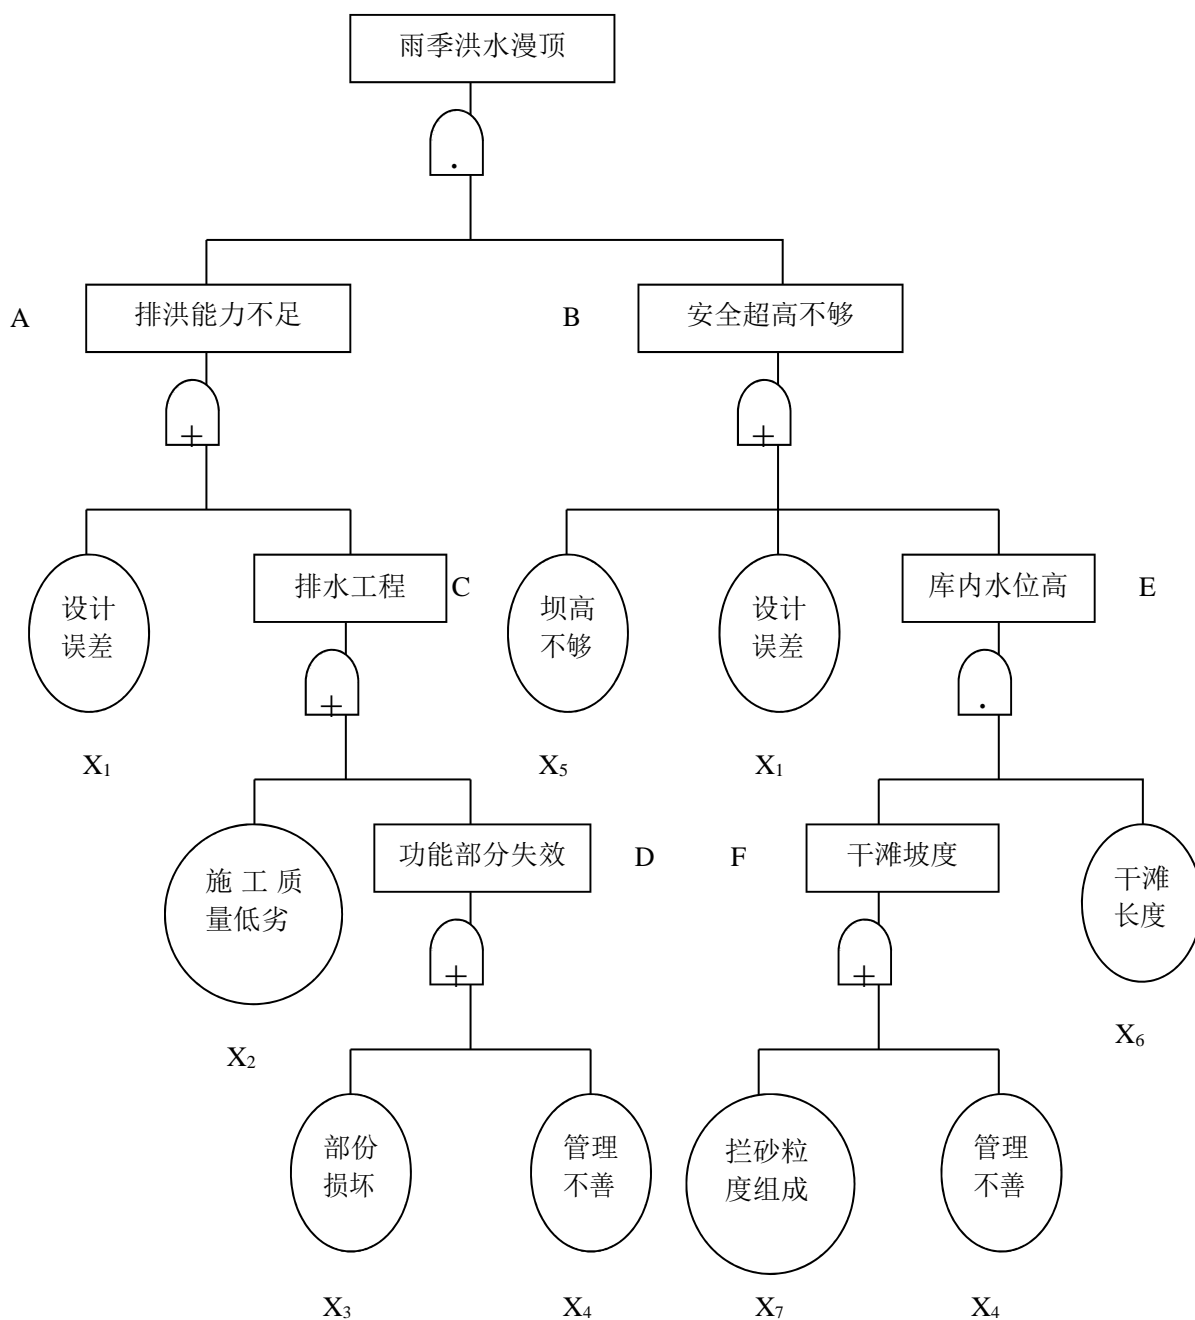 雨季洪水漫顶
A
排洪能力不足
B
安全超高不够
设计
误差
排水工程
C
坝高
不够
设计
误差
库内水位高
E
X₁
X₅
X₁
施工质
量低劣
功能部分失效
D
F
干滩坡度
干滩
长度
X₂
X₆
部份
损坏
管理
不善
拦砂粒
度组成
管理
不善
X₃
X₄
X₇
X₄